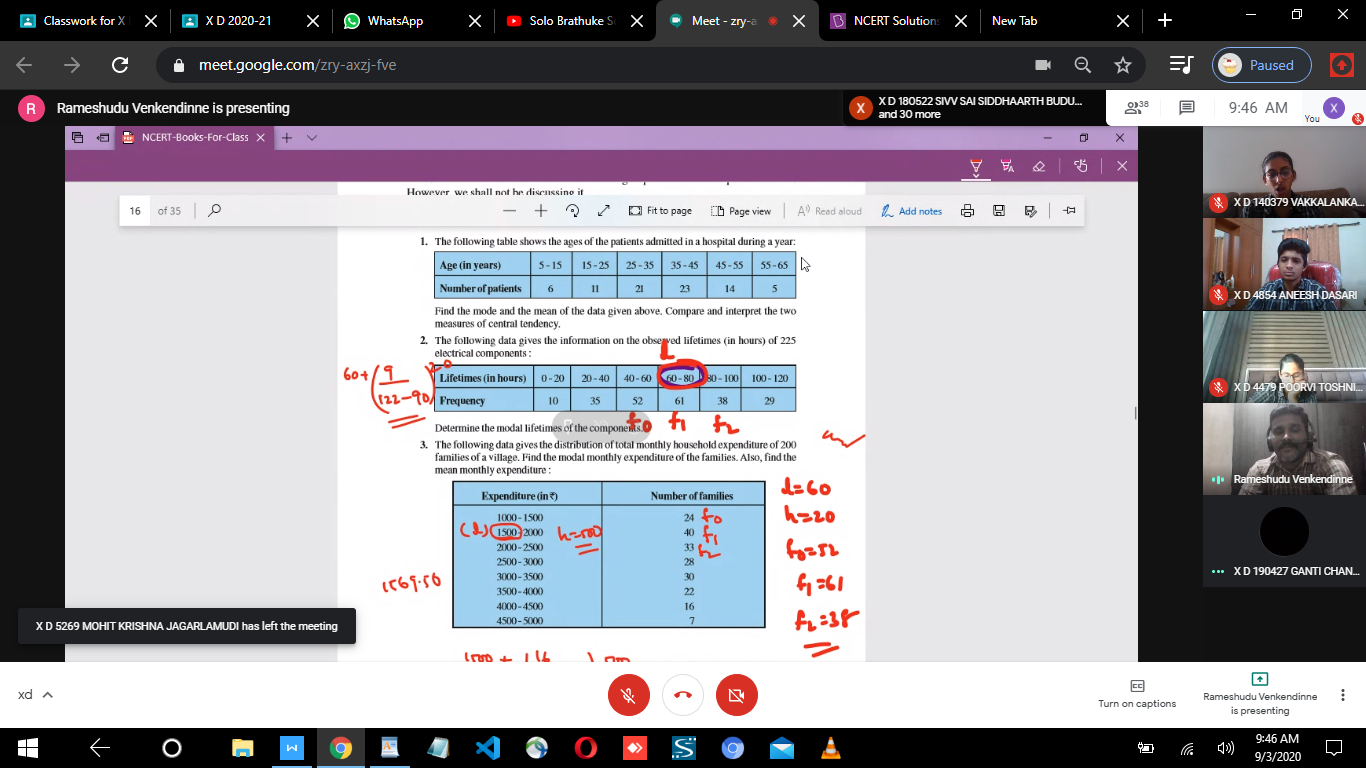 Classwork for X
X D 2020-21
WhatsApp
Solo Brathuke S
Meet - zry-a
NCERT Solution
New Tab
meet.google.com/zry-axzj-fve
Paused
R
Rameshudu Venkendinne is presenting
X
X D 180522 SIVV SAI SIDDHAARTH BUDU...
and 30 more
38
9:46 AM
You
X
NCERT-Books-For-Class
However, we shall not be discussing it
16 of 35
Fit to page
Page view
Read aloud
Add notes
1. The following table shows the ages of the patients admitted in a hospital during a year:
Age (in years) 5 - 15 15 - 25 25 - 35 35 - 45 45 - 55 55 - 65
Number of patients 6 11 21 23 14 5
Find the mode and the mean of the data given above. Compare and interpret the two
measures of central tendency.
2. The following data gives the information on the observed lifetimes (in hours) of 225
electrical components :
l
60+(9/122-90)20
Lifetimes (in hours) 0 - 20 20 - 40 40 - 60 60 - 80 80 - 100 100 - 120
Frequency 10 35 52 61 38 29
f0 f1 f2
Determine the modal lifetimes of the components.
3. The following data gives the distribution of total monthly household expenditure of 200
families of a village. Find the modal monthly expenditure of the families. Also, find the
mean monthly expenditure :
Expenditure (in ₹) Number of families
1000 - 1500 24 f0
(l) 1500 - 2000 h=500 40 f1
2000 - 2500 33 f2
2500 - 3000 28
3000 - 3500 30
3500 - 4000 22
4000 - 4500 16
4500 - 5000 7
1569.50
l=60
h=20
f0=52
f1=61
f2=38
1500 +
X D 140379 VAKKALANKA...
X D 4854 ANEESH DASARI
X D 4479 POORVI TOSHNI...
Rameshudu Venkendinne
X D 190427 GANTI CHAN...
X D 5269 MOHIT KRISHNA JAGARLAMUDI has left the meeting
xd
Turn on captions
Rameshudu Venkendinne
is presenting
9:46 AM
9/3/2020